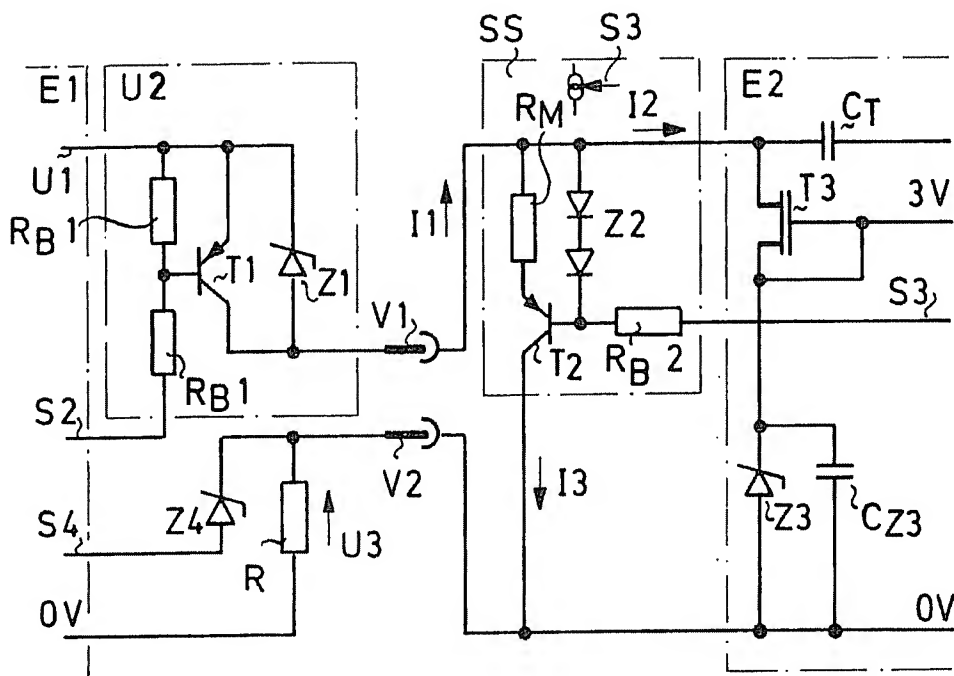 SS
S3
E1
U2
E2
RM
I2
CT
U1
T3
3V
RB1
I1
Z2
T1
Z1
S3
V1
RB1
T2
RB2
S2
V2
I3
Z4
Z3
CZ3
S4
R
U3
0V
0V